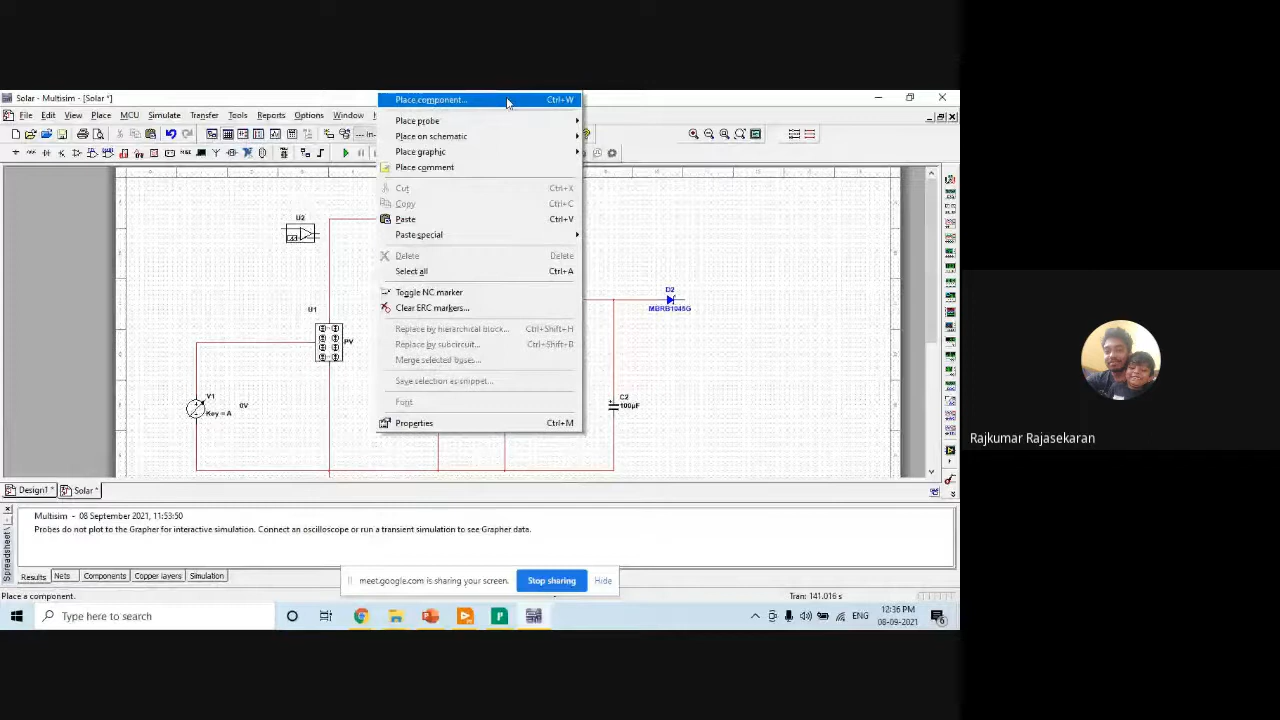 Solar - Multisim - [Solar *]
File Edit View Place MCU Simulate Transfer Tools Reports Options Window
Place component... Ctrl+W
Place probe
Place on schematic
Place graphic
Place comment
Cut Ctrl+X
Copy Ctrl+C
Paste Ctrl+V
Paste special
Delete Delete
Select all Ctrl+A
Toggle NC marker
Clear ERC markers...
Replace by hierarchical block... Ctrl+Shift+H
Replace by subcircuit... Ctrl+Shift+B
Merge selected buses...
Save selection as snippet...
Font
Properties Ctrl+M
U2
U1
PV
V1
Key = A
0V
D2
MBRB1045G
C2
100µF
Design1 * Solar *
Multisim - 08 September 2021, 11:53:50
Probes do not plot to the Grapher for interactive simulation. Connect an oscilloscope or run a transient simulation to see Grapher data.
Spreadsheet
Results Nets Components Copper layers Simulation
meet.google.com is sharing your screen. Stop sharing Hide
Place a component. Tran: 141.016 s
Type here to search
ENG
12:36 PM
08-09-2021
6
Rajkumar Rajasekaran